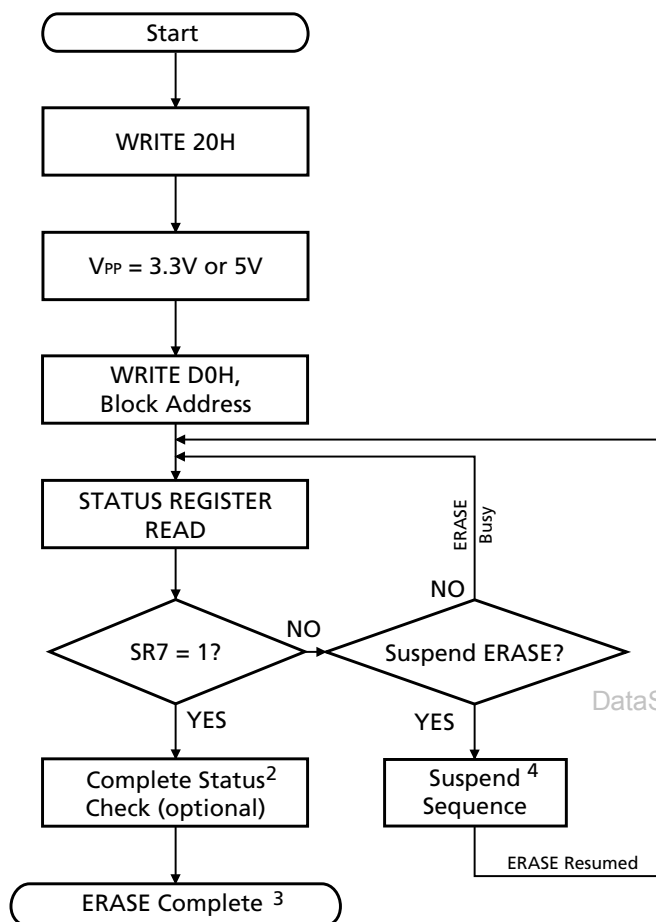 Start
WRITE 20H
VPP = 3.3V or 5V
WRITE D0H,
Block Address
STATUS REGISTER
READ
ERASE
Busy
NO
SR7 = 1?
NO
Suspend ERASE?
YES
YES
DataS
Complete Status2
Check (optional)
Suspend 4
Sequence
ERASE Resumed
ERASE Complete 3